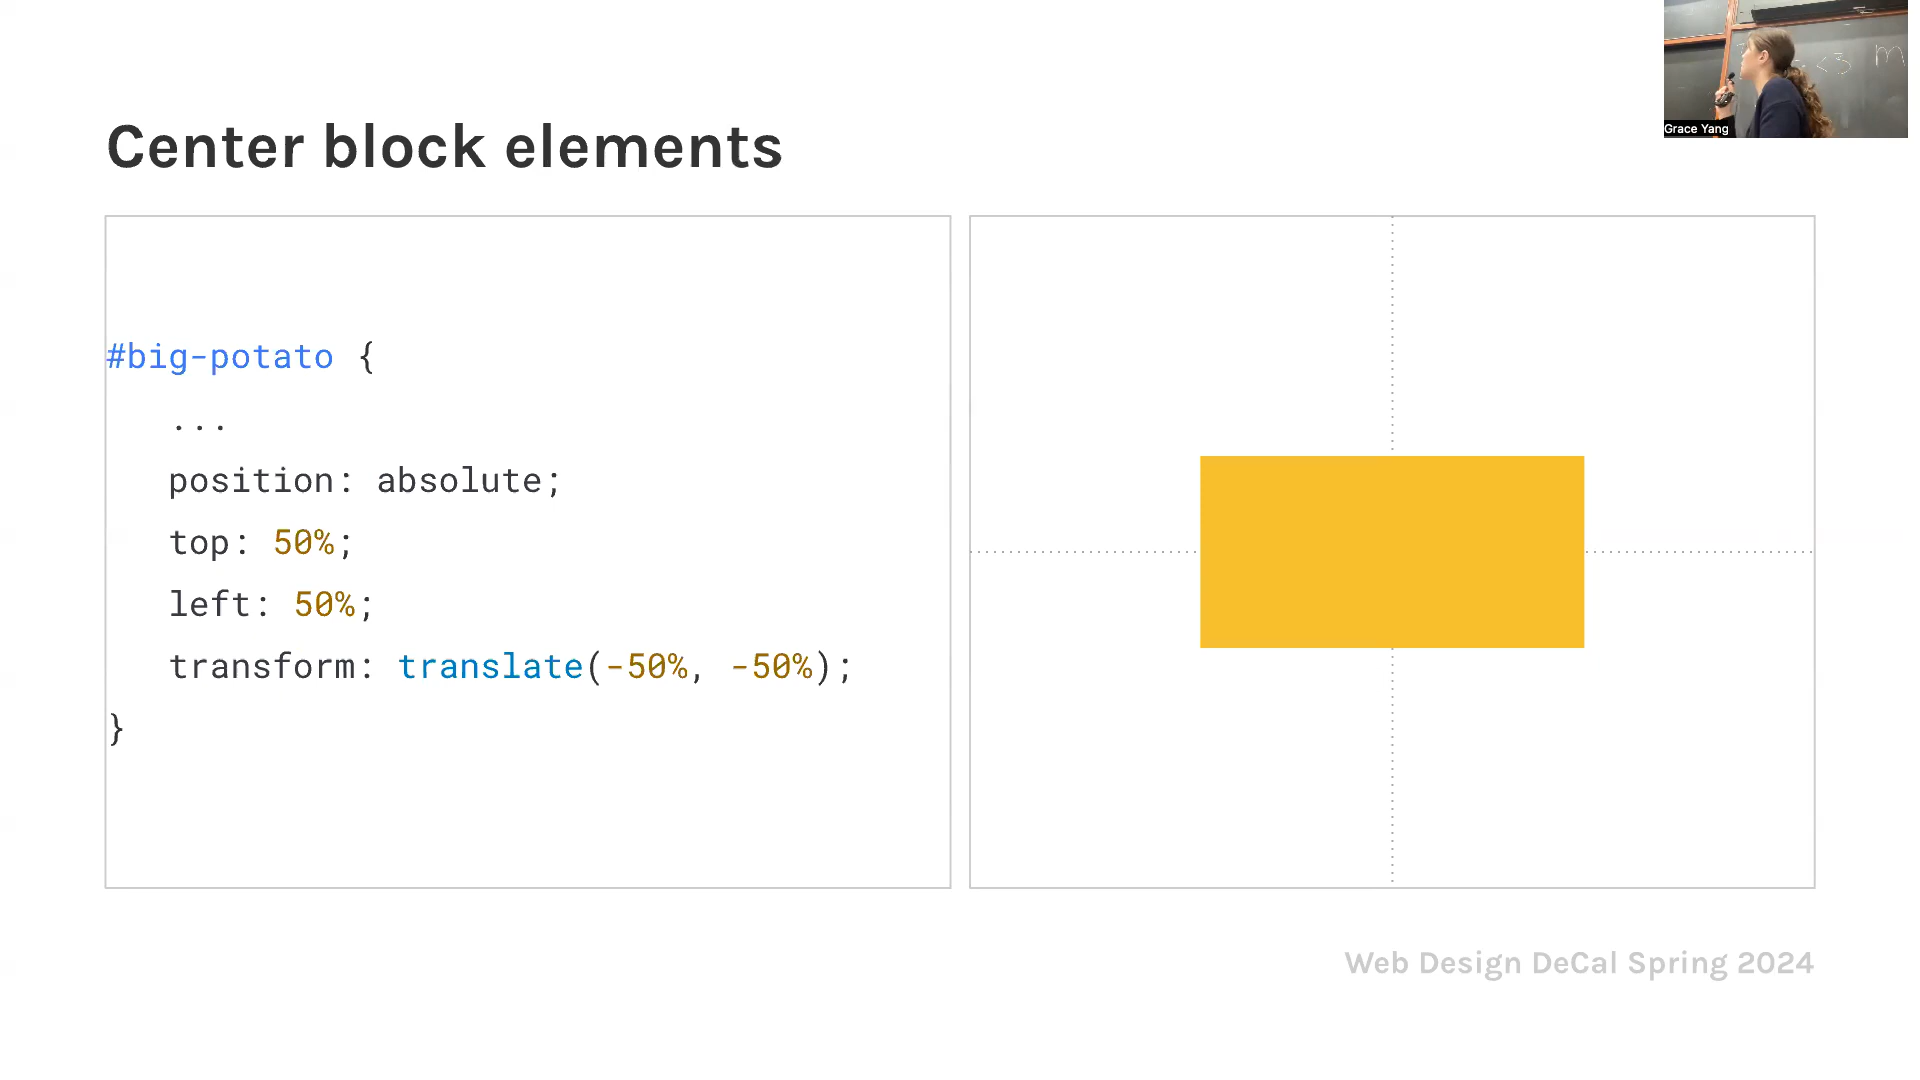 Center block elements
#big-potato {
...
position: absolute;
top: 50%;
left: 50%;
transform: translate(-50%, -50%);
}
Web Design DeCal Spring 2024
Grace Yang
<3 m